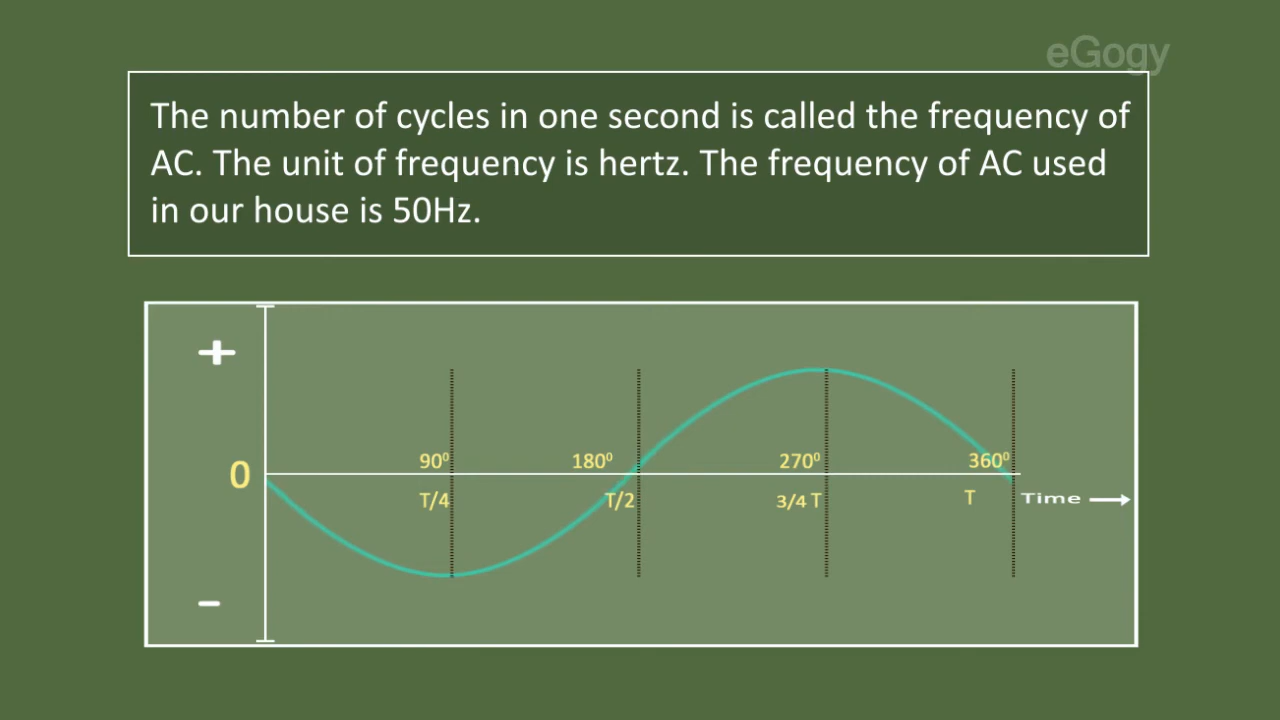 eGogy
The number of cycles in one second is called the frequency of
AC. The unit of frequency is hertz. The frequency of AC used
in our house is 50Hz.
+
90⁰ 180⁰ 270⁰ 360⁰
0
T/4 T/2 3/4 T T Time
-